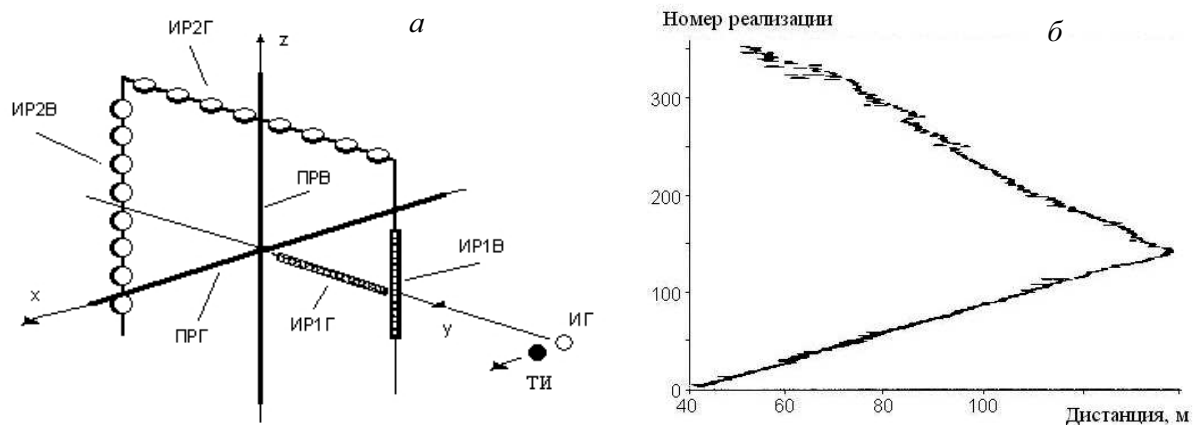 а
ИР2Г
z
ИР2В
ПРВ
ИР1В
x
ПРГ
ИР1Г
y
ИГ
ТИ
Номер реализации
б
300
200
100
0
40
60
80
100
Дистанция, м